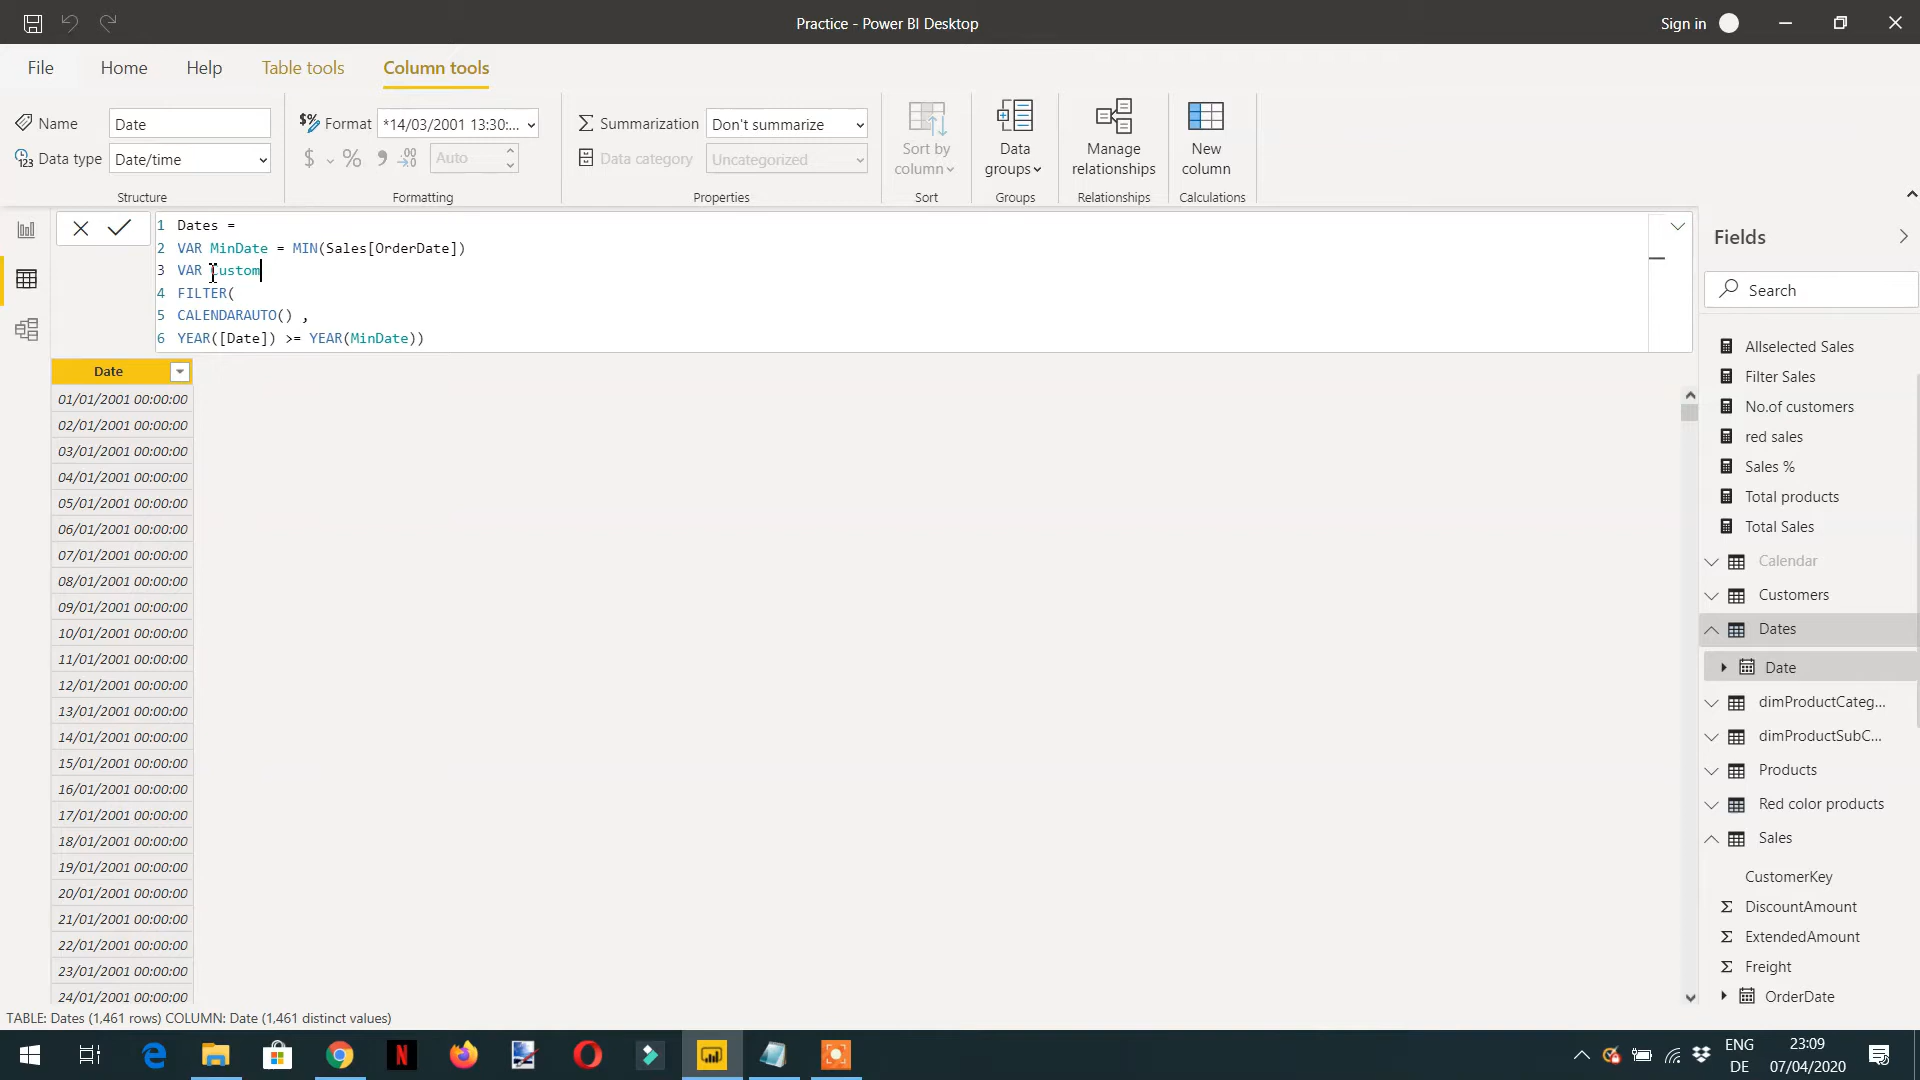 Practice - Power BI Desktop
Sign in
File
Home
Help
Table tools
Column tools
Name
Date
Data type
Date/time
Structure
Format
*14/03/2001 13:30:...
$
%
Auto
Formatting
Summarization
Don't summarize
Data category
Uncategorized
Properties
Sort by
column
Sort
Data
groups
Groups
Manage
relationships
Relationships
New
column
Calculations
1 Dates =
2 VAR MinDate = MIN(Sales[OrderDate])
3 VAR Custom
4 FILTER(
5 CALENDARAUTO() ,
6 YEAR([Date]) >= YEAR(MinDate))
Date
01/01/2001 00:00:00
02/01/2001 00:00:00
03/01/2001 00:00:00
04/01/2001 00:00:00
05/01/2001 00:00:00
06/01/2001 00:00:00
07/01/2001 00:00:00
08/01/2001 00:00:00
09/01/2001 00:00:00
10/01/2001 00:00:00
11/01/2001 00:00:00
12/01/2001 00:00:00
13/01/2001 00:00:00
14/01/2001 00:00:00
15/01/2001 00:00:00
16/01/2001 00:00:00
17/01/2001 00:00:00
18/01/2001 00:00:00
19/01/2001 00:00:00
20/01/2001 00:00:00
21/01/2001 00:00:00
22/01/2001 00:00:00
23/01/2001 00:00:00
24/01/2001 00:00:00
Fields
Search
Allselected Sales
Filter Sales
No.of customers
red sales
Sales %
Total products
Total Sales
Calendar
Customers
Dates
Date
dimProductCateg...
dimProductSubC...
Products
Red color products
Sales
CustomerKey
DiscountAmount
ExtendedAmount
Freight
OrderDate
TABLE: Dates (1,461 rows) COLUMN: Date (1,461 distinct values)
ENG
DE
23:09
07/04/2020